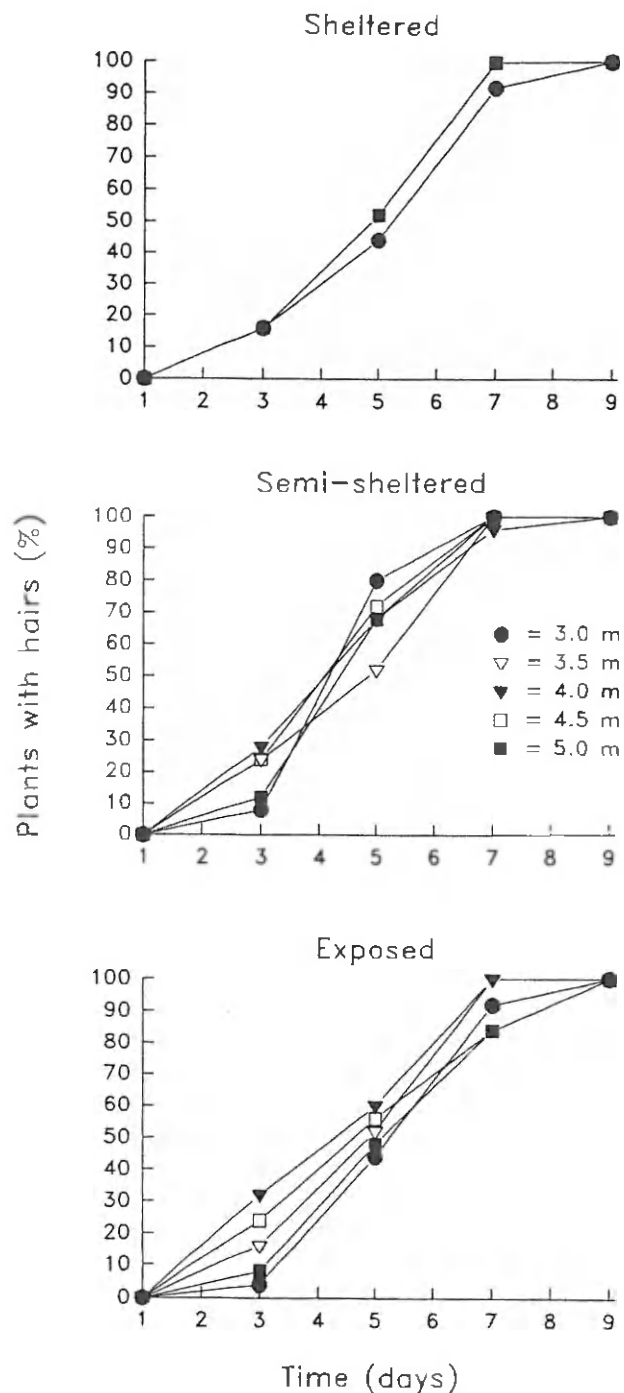 Sheltered
100
90
80
70
60
50
40
30
20
10
0
1 2 3 4 5 6 7 8 9
Semi-sheltered
100
90
80
70
60
50
40
30
20
10
0
1 2 3 4 5 6 7 8 9
● = 3.0 m
▽ = 3.5 m
▼ = 4.0 m
□ = 4.5 m
■ = 5.0 m
Plants with hairs (%)
Exposed
100
90
80
70
60
50
40
30
20
10
0
1 2 3 4 5 6 7 8 9
Time (days)